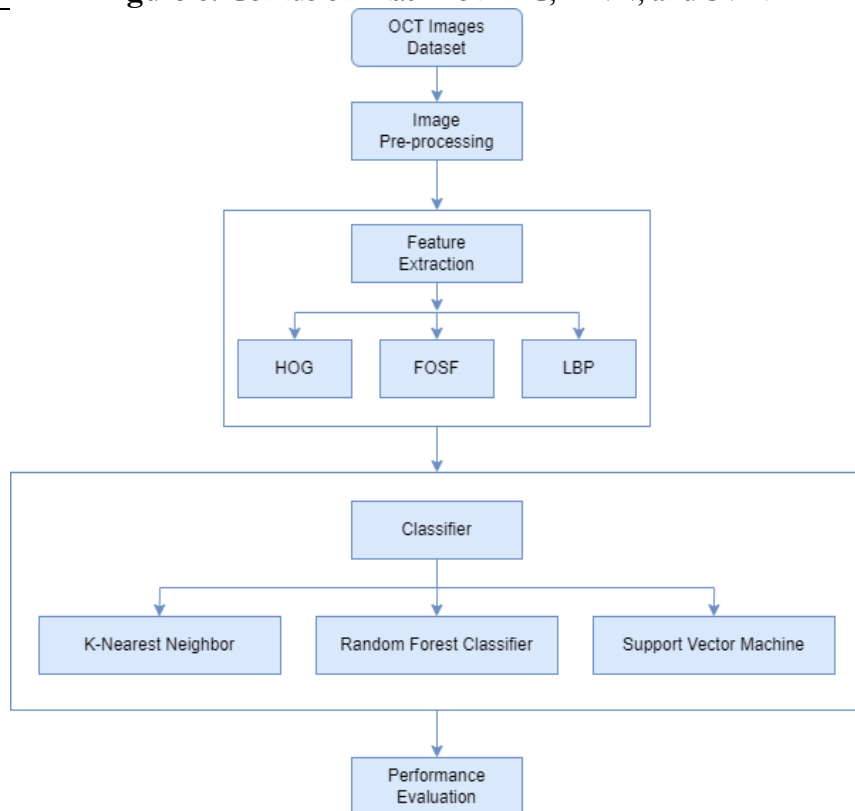 OCT Images
Dataset
Image
Pre-processing
Feature
Extraction
HOG
FOSF
LBP
Classifier
K-Nearest Neighbor
Random Forest Classifier
Support Vector Machine
Performance
Evaluation